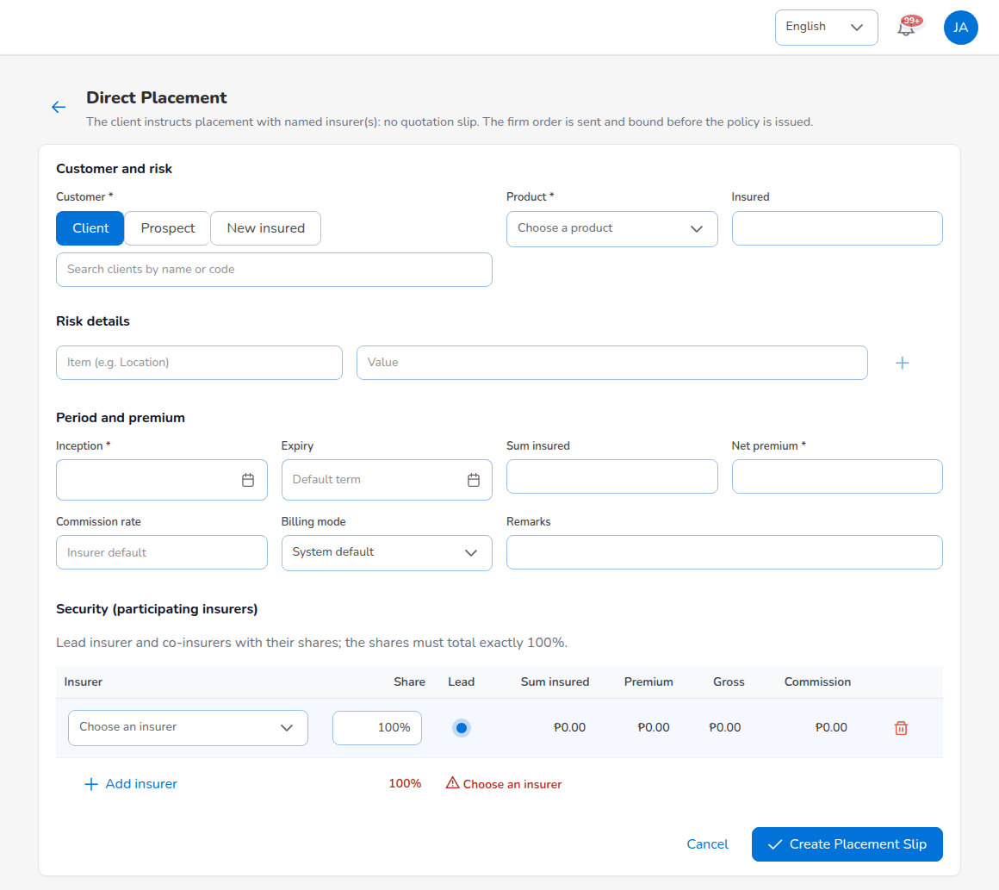 English
99+
JA
Direct Placement
The client instructs placement with named insurer(s): no quotation slip. The firm order is sent and bound before the policy is issued.
Customer and risk
Customer *
Product *
Insured
Client
Prospect
New insured
Choose a product
Search clients by name or code
Risk details
Item (e.g. Location)
Value
Period and premium
Inception *
Expiry
Sum insured
Net premium *
Default term
Commission rate
Billing mode
Remarks
Insurer default
System default
Security (participating insurers)
Lead insurer and co-insurers with their shares; the shares must total exactly 100%.
Insurer Share Lead Sum insured Premium Gross Commission
Choose an insurer 100% ₱0.00 ₱0.00 ₱0.00 ₱0.00
Add insurer 100% Choose an insurer
Cancel
Create Placement Slip